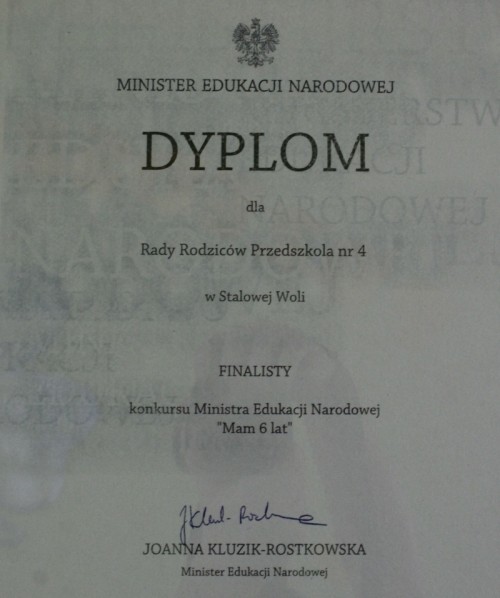 MINISTER EDUKACJI NARODOWEJ
DYPLOM
dla
Rady Rodziców Przedszkola nr 4
w Stalowej Woli
FINALISTY
konkursu Ministra Edukacji Narodowej
"Mam 6 lat"
JOANNA KLUZIK-ROSTKOWSKA
Minister Edukacji Narodowej